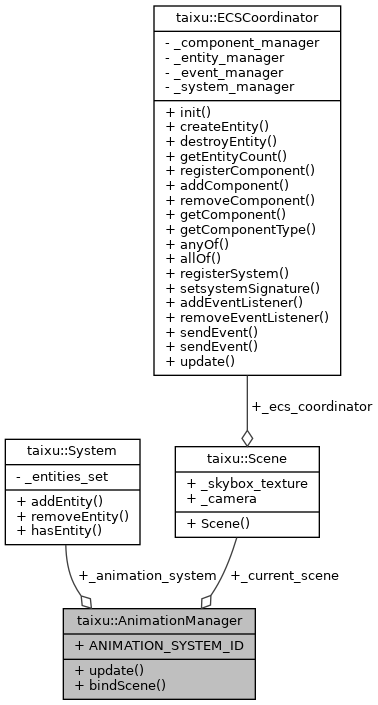 taixu::ECSCoordinator
- _component_manager
- _entity_manager
- _event_manager
- _system_manager
+ init()
+ createEntity()
+ destroyEntity()
+ getEntityCount()
+ registerComponent()
+ addComponent()
+ removeComponent()
+ getComponent()
+ getComponentType()
+ anyOf()
+ allOf()
+ registerSystem()
+ setsystemSignature()
+ addEventListener()
+ removeEventListener()
+ sendEvent()
+ sendEvent()
+ update()
+_ecs_coordinator
taixu::System
- _entities_set
+ addEntity()
+ removeEntity()
+ hasEntity()
taixu::Scene
+ _skybox_texture
+ _camera
+ Scene()
+_animation_system
+_current_scene
taixu::AnimationManager
+ ANIMATION_SYSTEM_ID
+ update()
+ bindScene()